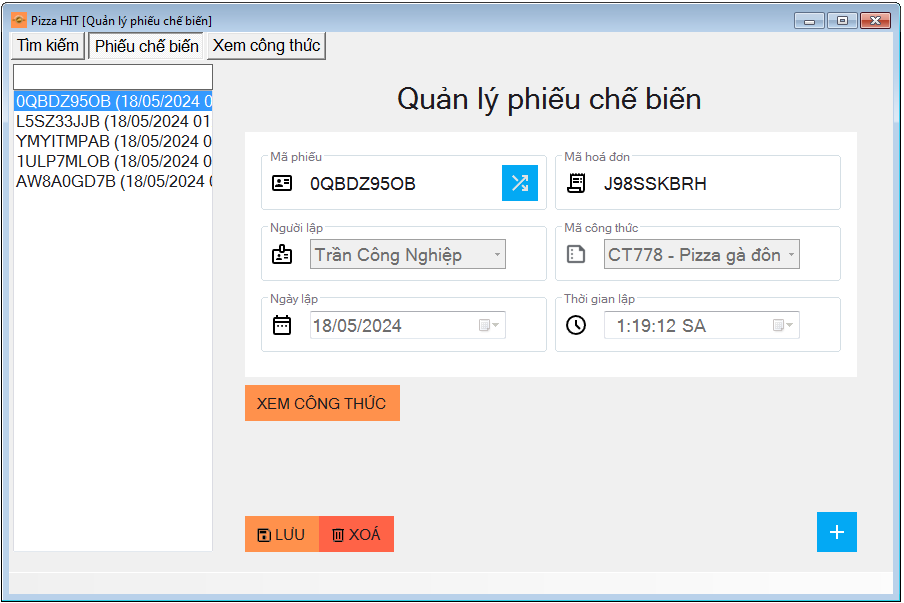 Pizza HIT [Quản lý phiếu chế biến]
Tìm kiếm Phiếu chế biến Xem công thức
0QBDZ95OB (18/05/2024 0
L5SZ33JJB (18/05/2024 01
YMYITMPAB (18/05/2024 0
1ULP7MLOB (18/05/2024 0
AW8A0GD7B (18/05/2024 0
Quản lý phiếu chế biến
Mã phiếu
0QBDZ95OB
Mã hoá đơn
J98SSKBRH
Người lập
Trần Công Nghiệp
Mã công thức
CT778 - Pizza gà đôn
Ngày lập
18/05/2024
Thời gian lập
1:19:12 SA
XEM CÔNG THỨC
LƯU
XOÁ